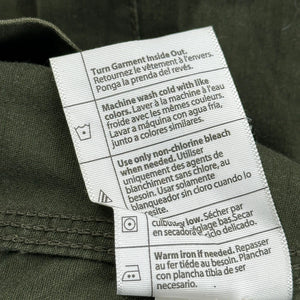 Turn Garment Inside Out.
Retournez le vêtement à l'envers.
Ponga la prenda del revés.
Machine wash cold with like
colors. Laver à la machine à l'eau
froide avec les mêmes couleurs.
Lavar a máquina con agua fría,
junto a colores similares.
Use only non-chlorine bleach
when needed. Utilisez
uniquement des agents de
blanchiment sans chlore, au
besoin. Usar solamente
blanqueador sin cloro cuando lo
low. Sécher par
en secadora
delicado.
Warm iron if needed. Repasser
au fer tiède au besoin. Planchar
con plancha tibia de ser
necesario.